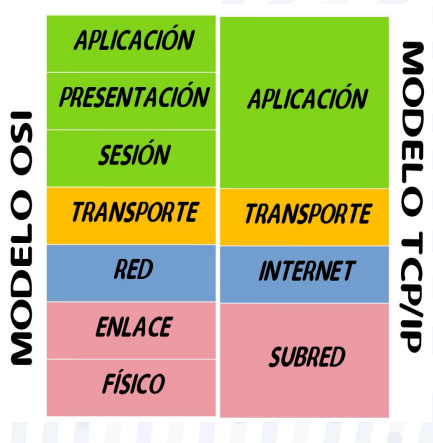 MODELO OSI
APLICACIÓN
PRESENTACIÓN
SESIÓN
TRANSPORTE
RED
ENLACE
FÍSICO
APLICACIÓN
TRANSPORTE
INTERNET
SUBRED
MODELO TCP/IP